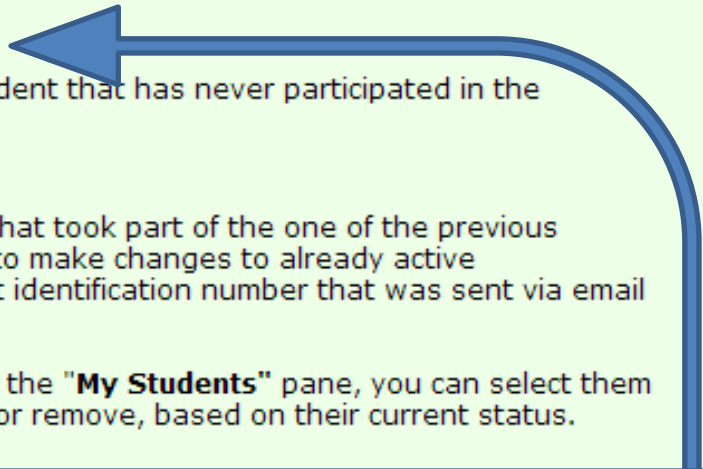 that has never participated in the
took part of the one of the previous
to make changes to already active
identification number that was sent via email
the "My Students" pane, you can select them
or remove, based on their current status.